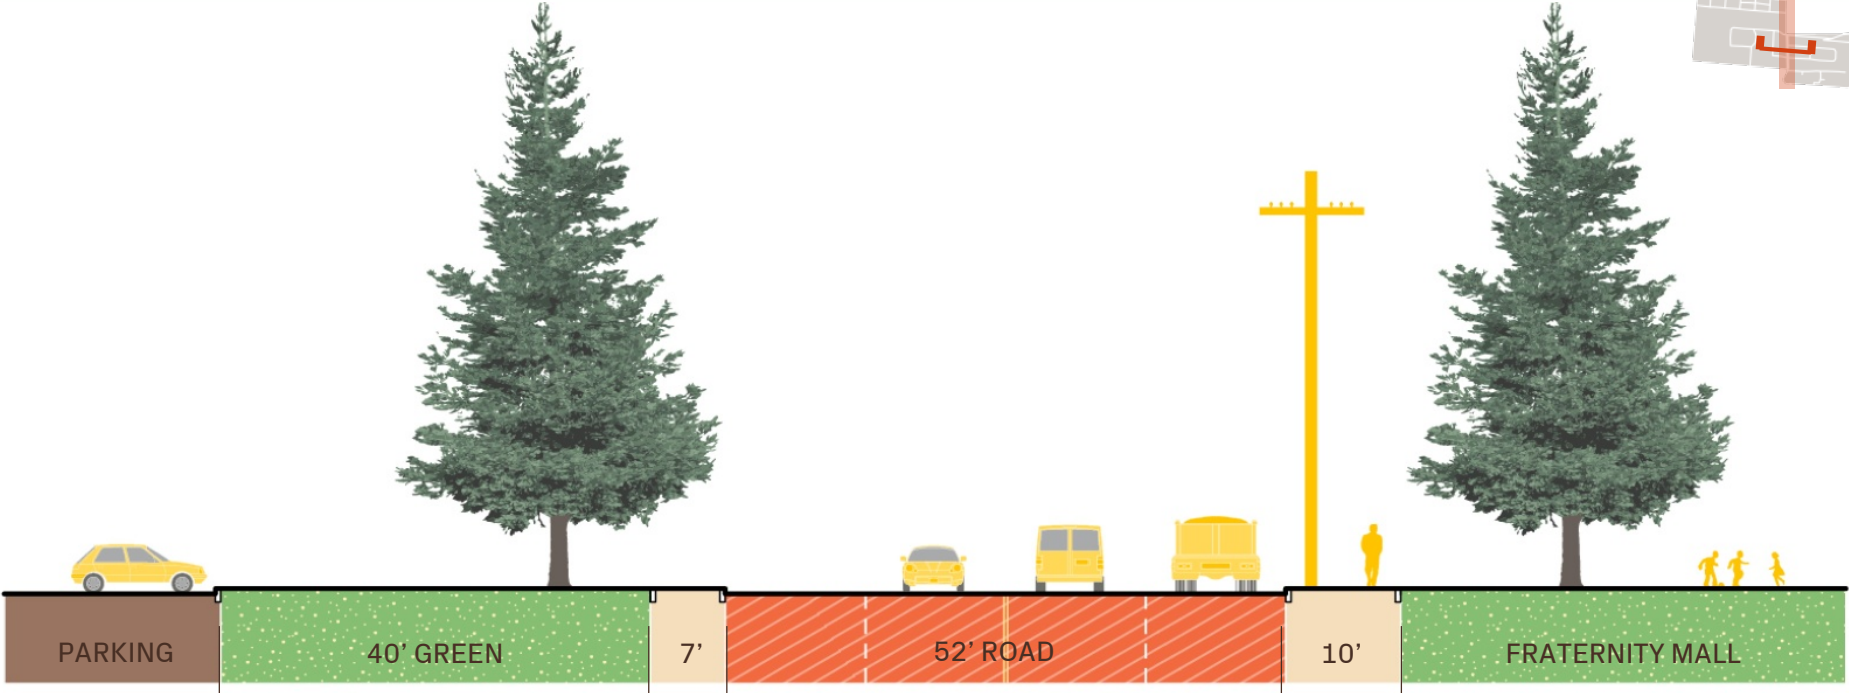 PARKING
40’ GREEN
7’
52’ ROAD
10’
FRATERNITY MALL